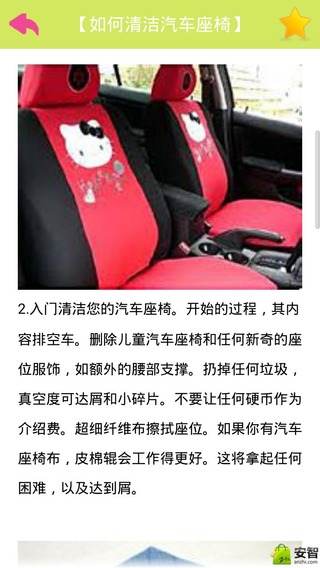 【如何清洁汽车座椅】
2.入门清洁您的汽车座椅。开始的过程，其内
容排空车。删除儿童汽车座椅和任何新奇的座
位服饰，如额外的腰部支撑。扔掉任何垃圾，
真空度可达屑和小碎片。不要让任何硬币作为
介绍费。超细纤维布擦拭座位。如果你有汽车
座椅布，皮棉辊会工作得更好。这将拿起任何
困难，以及达到屑。
安智
anzhi.com